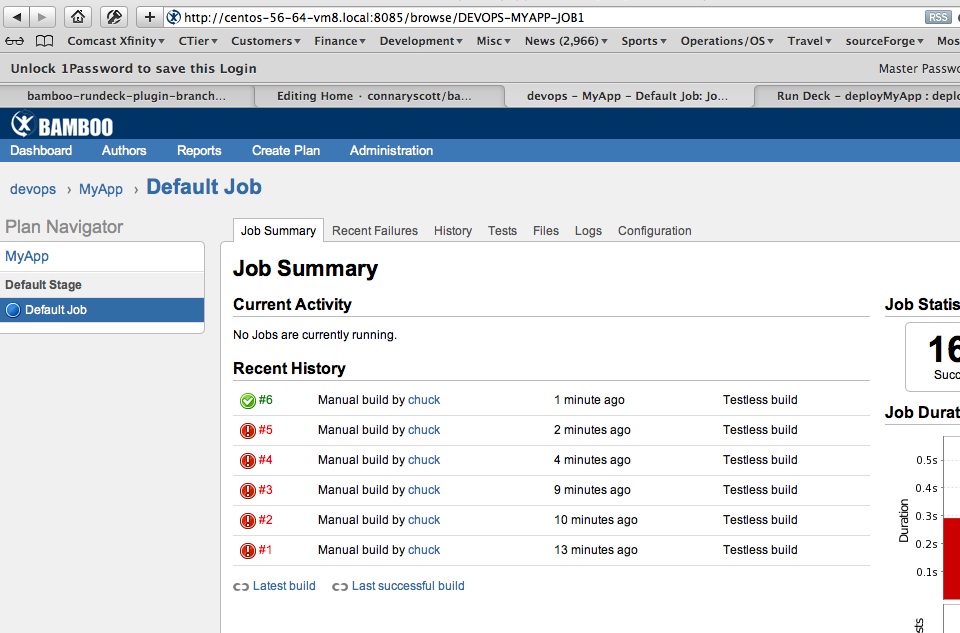 http://centos-56-64-vm8.local:8085/browse/DEVOPS-MYAPP-JOB1 RSS
Comcast Xfinity CTier Customers Finance Development Misc News (2,966) Sports Operations/OS Travel sourceForge Mos
Unlock 1Password to save this Login Master Passwo
bamboo-rundeck-plugin-branch... Editing Home · connaryscott/ba... devops – MyApp – Default Job: Jo... Run Deck – deployMyApp : deplo
BAMBOO
Dashboard Authors Reports Create Plan Administration
devops › MyApp › Default Job
Plan Navigator
MyApp
Default Stage
Default Job
Job Summary Recent Failures History Tests Files Logs Configuration
Job Summary
Current Activity
No Jobs are currently running.
Recent History
#6 Manual build by chuck 1 minute ago Testless build
#5 Manual build by chuck 2 minutes ago Testless build
#4 Manual build by chuck 4 minutes ago Testless build
#3 Manual build by chuck 9 minutes ago Testless build
#2 Manual build by chuck 10 minutes ago Testless build
#1 Manual build by chuck 13 minutes ago Testless build
Latest build Last successful build
Job Statis
16
Succ
Job Durat
0.5s
0.4s
0.3s
0.2s
0.1s
Duration
sts